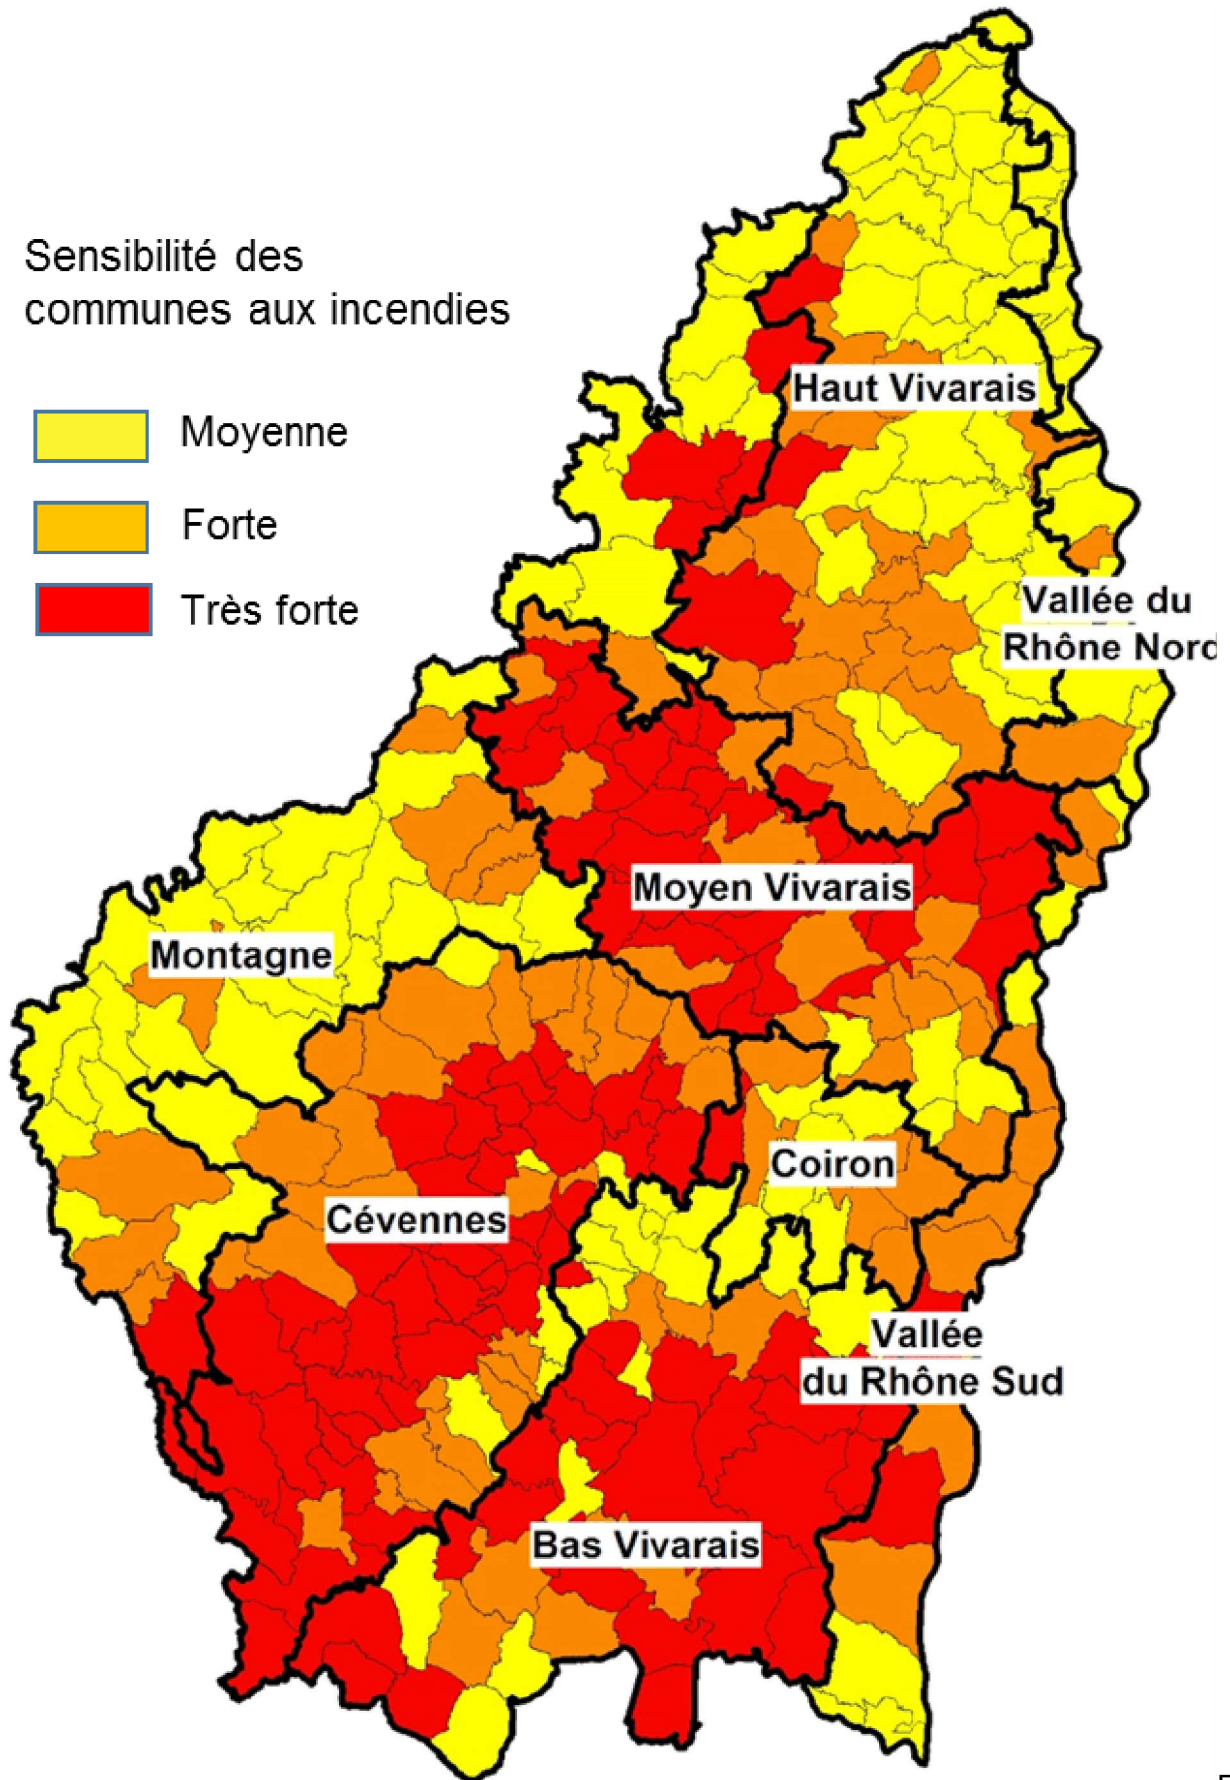 Sensibilité des
communes aux incendies
Moyenne
Forte
Très forte
Haut Vivarais
Vallée du
Rhône Nord
Moyen Vivarais
Montagne
Coiron
Cévennes
Vallée
du Rhône Sud
Bas Vivarais